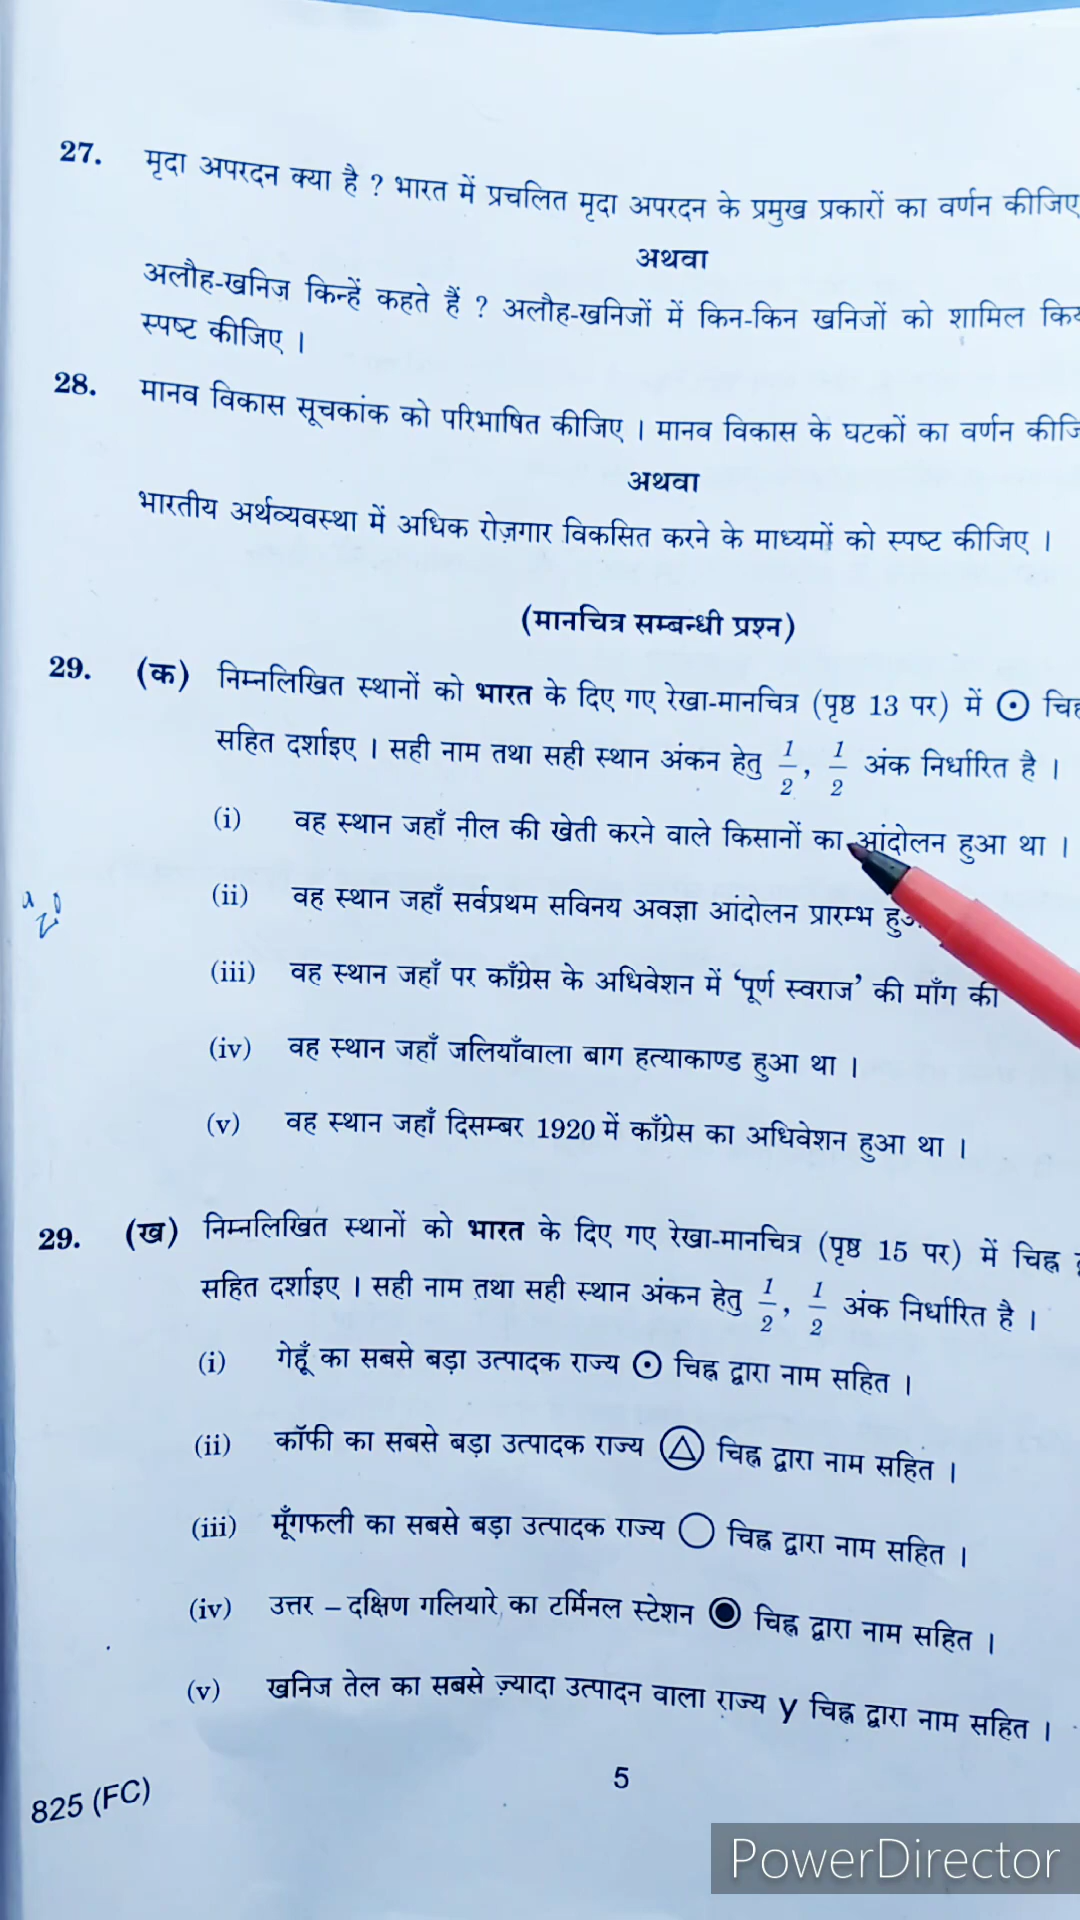 27. मृदा अपरदन क्या है ? भारत में प्रचलित मृदा अपरदन के प्रमुख प्रकारों का वर्णन कीजिए
अथवा
अलौह-खनिज़ किन्हें कहते हैं ? अलौह-खनिजों में किन-किन खनिजों को शामिल
स्पष्ट कीजिए ।
28. मानव विकास सूचकांक को परिभाषित कीजिए । मानव विकास के घटकों का वर्णन
अथवा
भारतीय अर्थव्यवस्था में अधिक रोज़गार विकसित करने के माध्यमों को स्पष्ट कीजिए ।
(मानचित्र सम्बन्धी प्रश्न)
29. (क) निम्नलिखित स्थानों को भारत के दिए गए रेखा-मानचित्र (पृष्ठ 13 पर) में ⊙
सहित दर्शाइए । सही नाम तथा सही स्थान अंकन हेतु 1/2, 1/2 अंक निर्धारित है ।
(i) वह स्थान जहाँ नील की खेती करने वाले किसानों का आंदोलन हुआ था ।
(ii) वह स्थान जहाँ सर्वप्रथम सविनय अवज्ञा आंदोलन प्रारम्भ
(iii) वह स्थान जहाँ पर काँग्रेस के अधिवेशन में ‘पूर्ण स्वराज’ की माँग की
(iv) वह स्थान जहाँ जलियाँवाला बाग हत्याकाण्ड हुआ था ।
(v) वह स्थान जहाँ दिसम्बर 1920 में काँग्रेस का अधिवेशन हुआ था ।
29. (ख) निम्नलिखित स्थानों को भारत के दिए गए रेखा-मानचित्र (पृष्ठ 15 पर) में चिह्न
सहित दर्शाइए । सही नाम तथा सही स्थान अंकन हेतु 1/2, 1/2 अंक निर्धारित है ।
(i) गेहूँ का सबसे बड़ा उत्पादक राज्य ⊙ चिह्न द्वारा नाम सहित ।
(ii) कॉफी का सबसे बड़ा उत्पादक राज्य चिह्न द्वारा नाम सहित ।
(iii) मूँगफली का सबसे बड़ा उत्पादक राज्य ◯ चिह्न द्वारा नाम सहित ।
(iv) उत्तर – दक्षिण गलियारे का टर्मिनल स्टेशन ◉ चिह्न द्वारा नाम सहित ।
(v) खनिज तेल का सबसे ज़्यादा उत्पादन वाला राज्य y चिह्न द्वारा नाम सहित ।
825 (FC)
5
PowerDirector